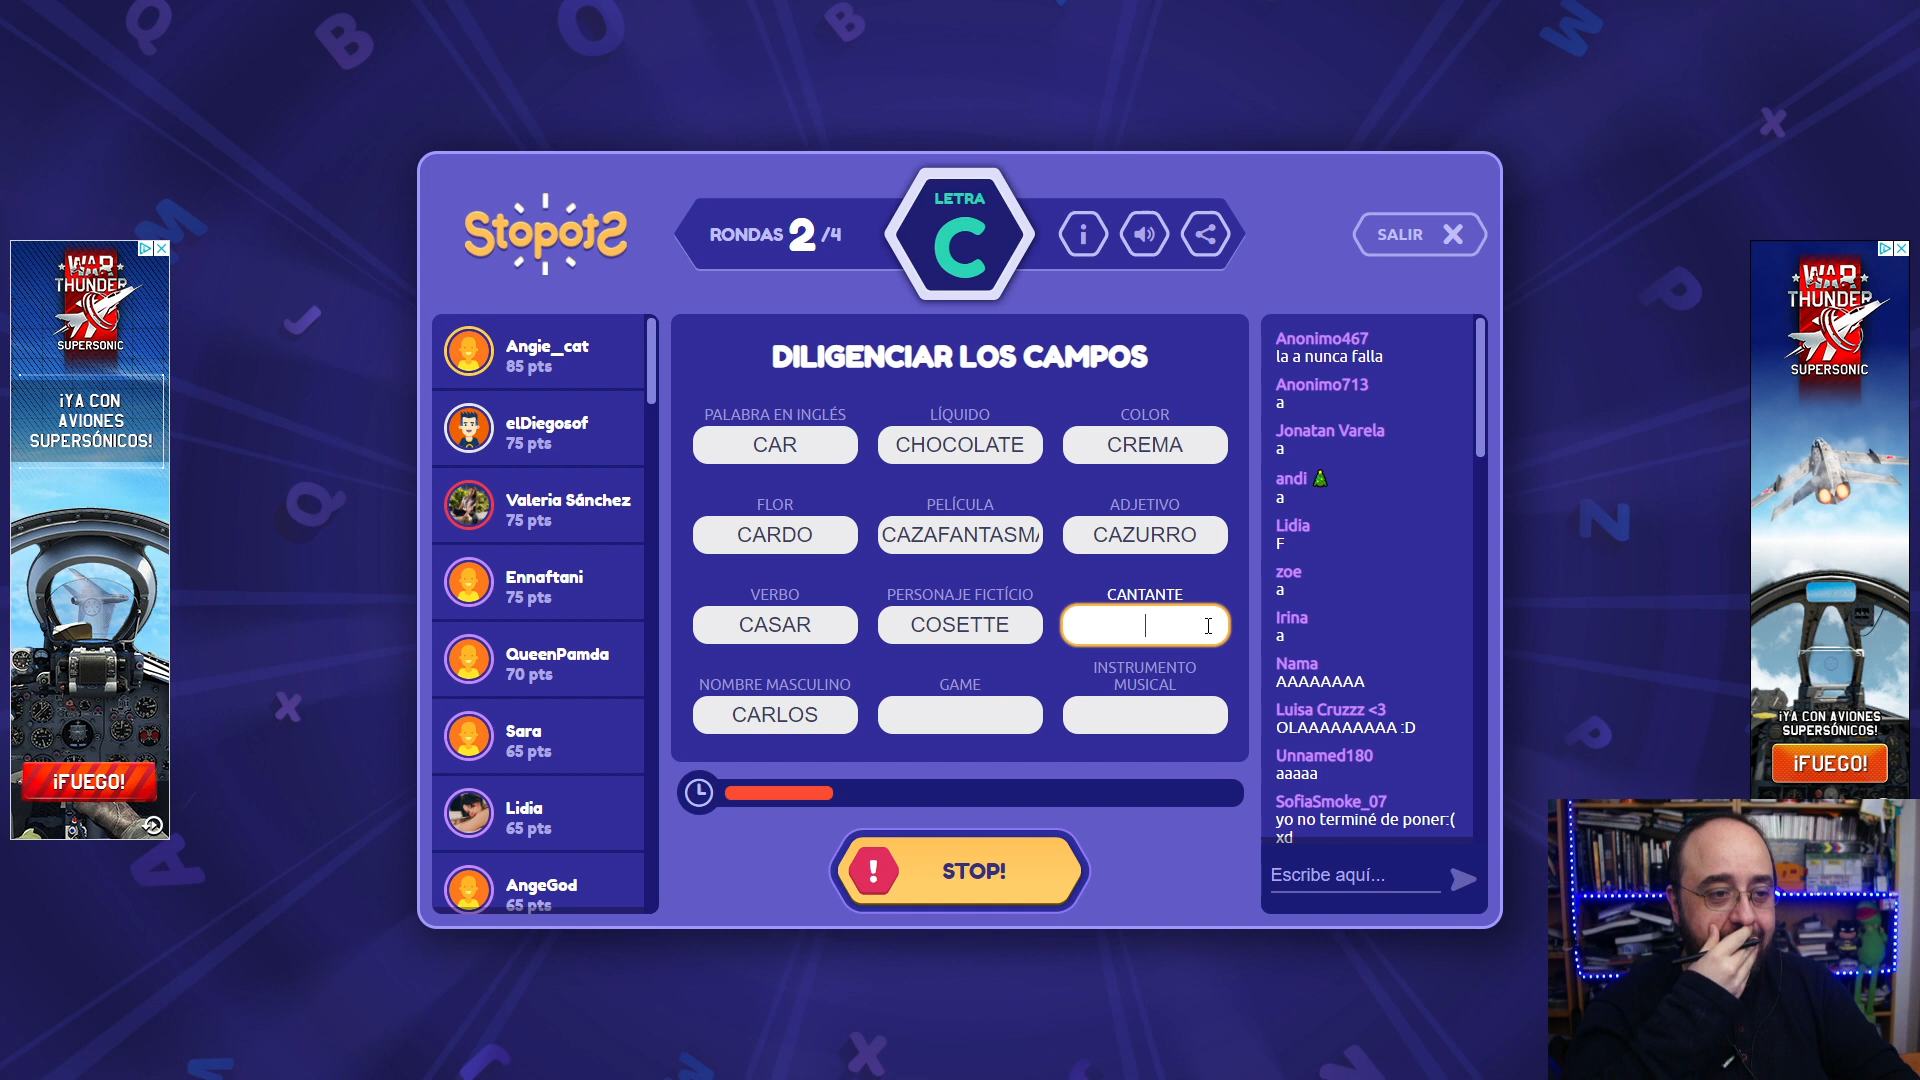 StopotS
RONDAS 2 /4
LETRA
C
SALIR
WAR
THUNDER
SUPERSONIC
¡YA CON
AVIONES
SUPERSÓNICOS!
¡FUEGO!
Angie_cat
85 pts
elDiegosof
75 pts
Valeria Sánchez
75 pts
Ennaftani
75 pts
QueenPamda
70 pts
Sara
65 pts
Lidia
65 pts
AngeGod
65 pts
DILIGENCIAR LOS CAMPOS
PALABRA EN INGLÉS
LÍQUIDO
COLOR
CAR
CHOCOLATE
CREMA
FLOR
PELÍCULA
ADJETIVO
CARDO
CAZAFANTASMA
CAZURRO
VERBO
PERSONAJE FICTÍCIO
CANTANTE
CASAR
COSETTE
NOMBRE MASCULINO
GAME
INSTRUMENTO
MUSICAL
CARLOS
STOP!
Anonimo467
la a nunca falla
Anonimo713
a
Jonatan Varela
a
andi
a
Lidia
F
zoe
a
Irina
a
Nama
AAAAAAAA
Luisa Cruzzz <3
OLAAAAAAAAA :D
Unnamed180
aaaaa
SofiaSmoke_07
yo no terminé de poner:(
xd
Escribe aquí...
WAR
THUNDER
SUPERSONIC
¡YA CON AVIONES
SUPERSÓNICOS!
¡FUEGO!